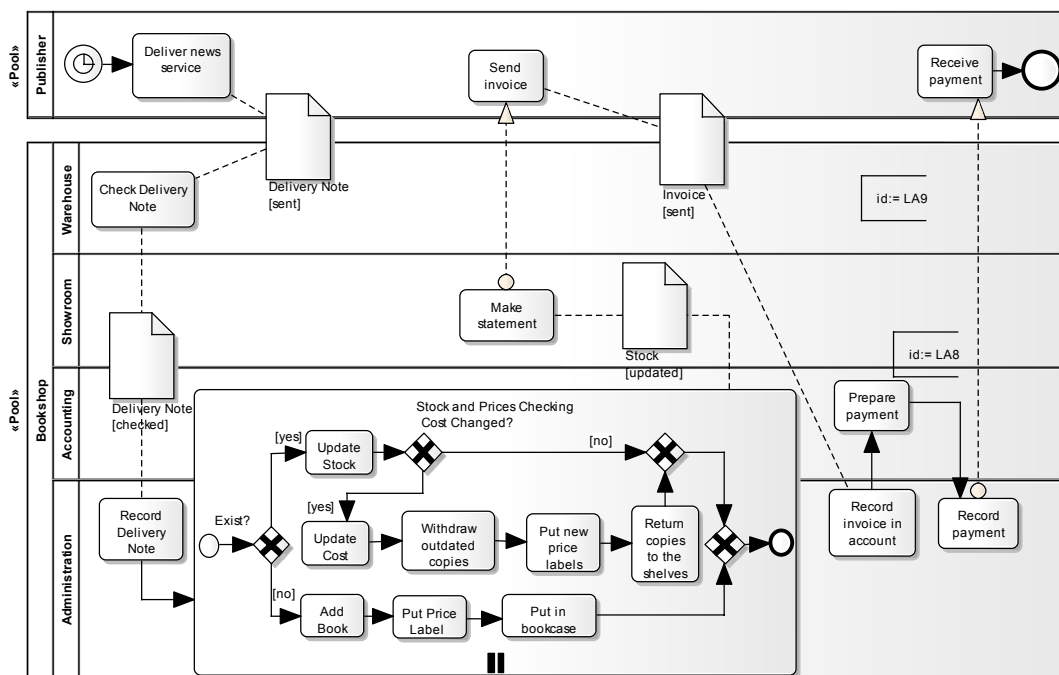 «Pool»
Publisher
Deliver news
service
Send
invoice
Receive
payment
Delivery Note
[sent]
Invoice
[sent]
«Pool»
Bookshop
Warehouse
Check Delivery
Note
id:= LA9
Showroom
Make
statement
Stock
[updated]
id:= LA8
Accounting
Delivery Note
[checked]
Stock and Prices Checking
Cost Changed?
[yes]
Update
Stock
[no]
Prepare
payment
Administration
Record
Delivery
Note
Exist?
[yes]
Update
Cost
Withdraw
outdated
copies
Put new
price
labels
Return
copies
to the
shelves
Record
invoice in
account
Record
payment
[no]
Add
Book
Put Price
Label
Put in
bookcase